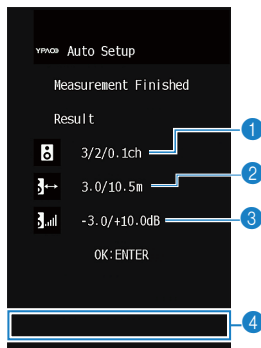 YPAO Auto Setup
Measurement Finished
Result
3/2/0.1ch
1
3.0/10.5m
2
-3.0/+10.0dB
3
OK:ENTER
4